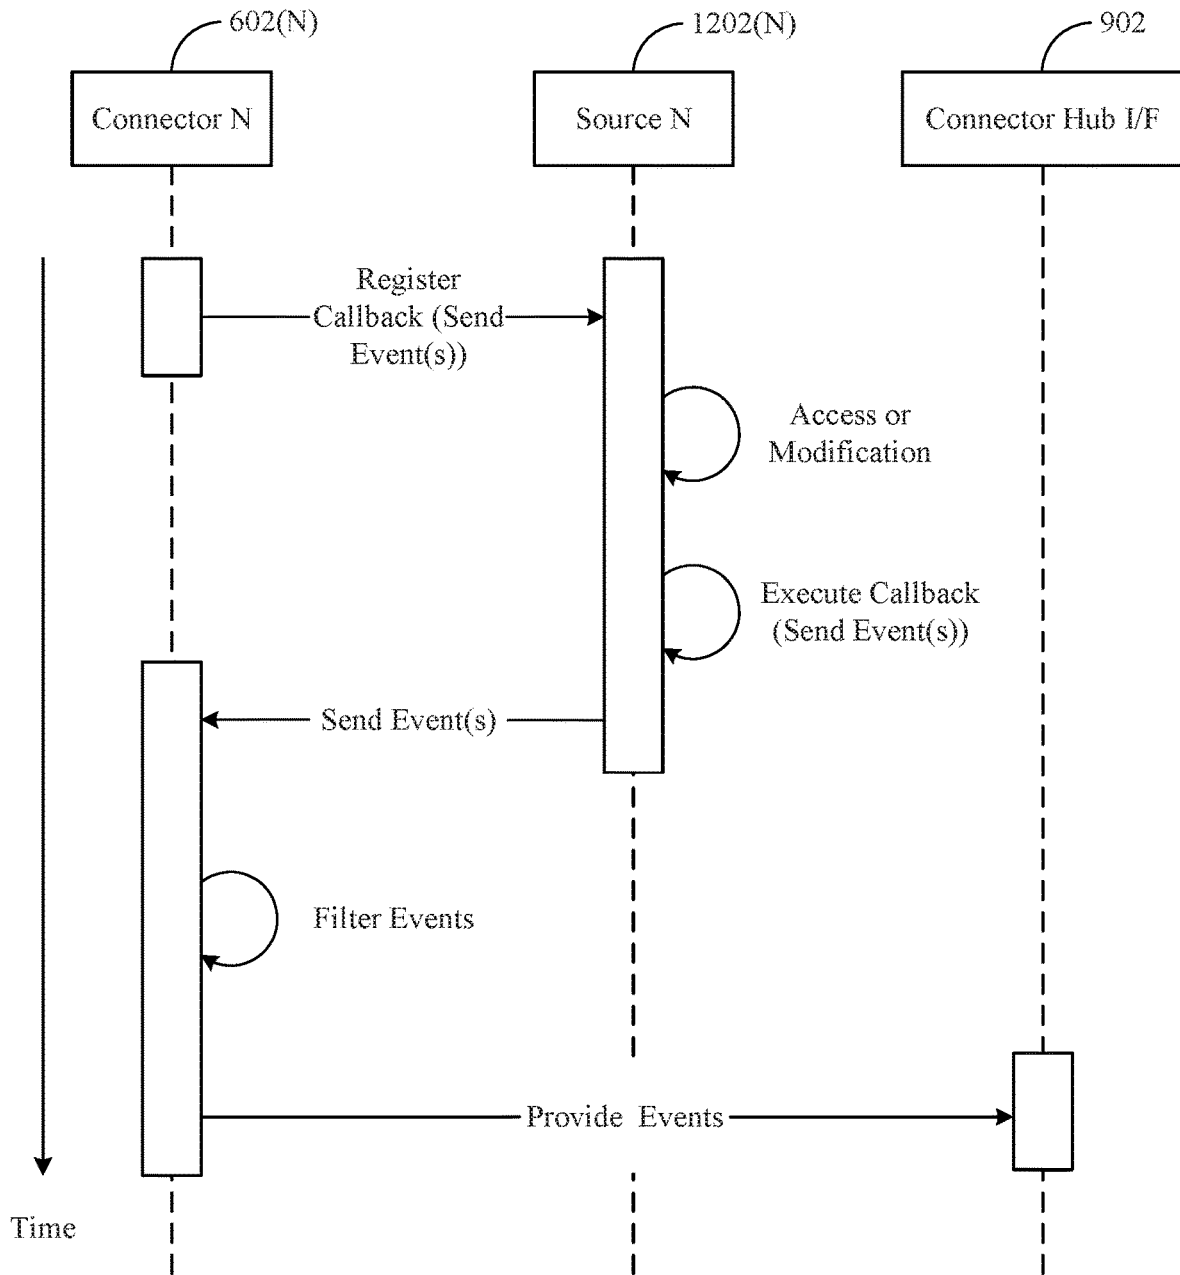 602(N)
1202(N)
902
Connector N
Source N
Connector Hub I/F
Register
Callback (Send
Event(s))
Access or
Modification
Execute Callback
(Send Event(s))
Send Event(s)
Filter Events
Provide Events
Time